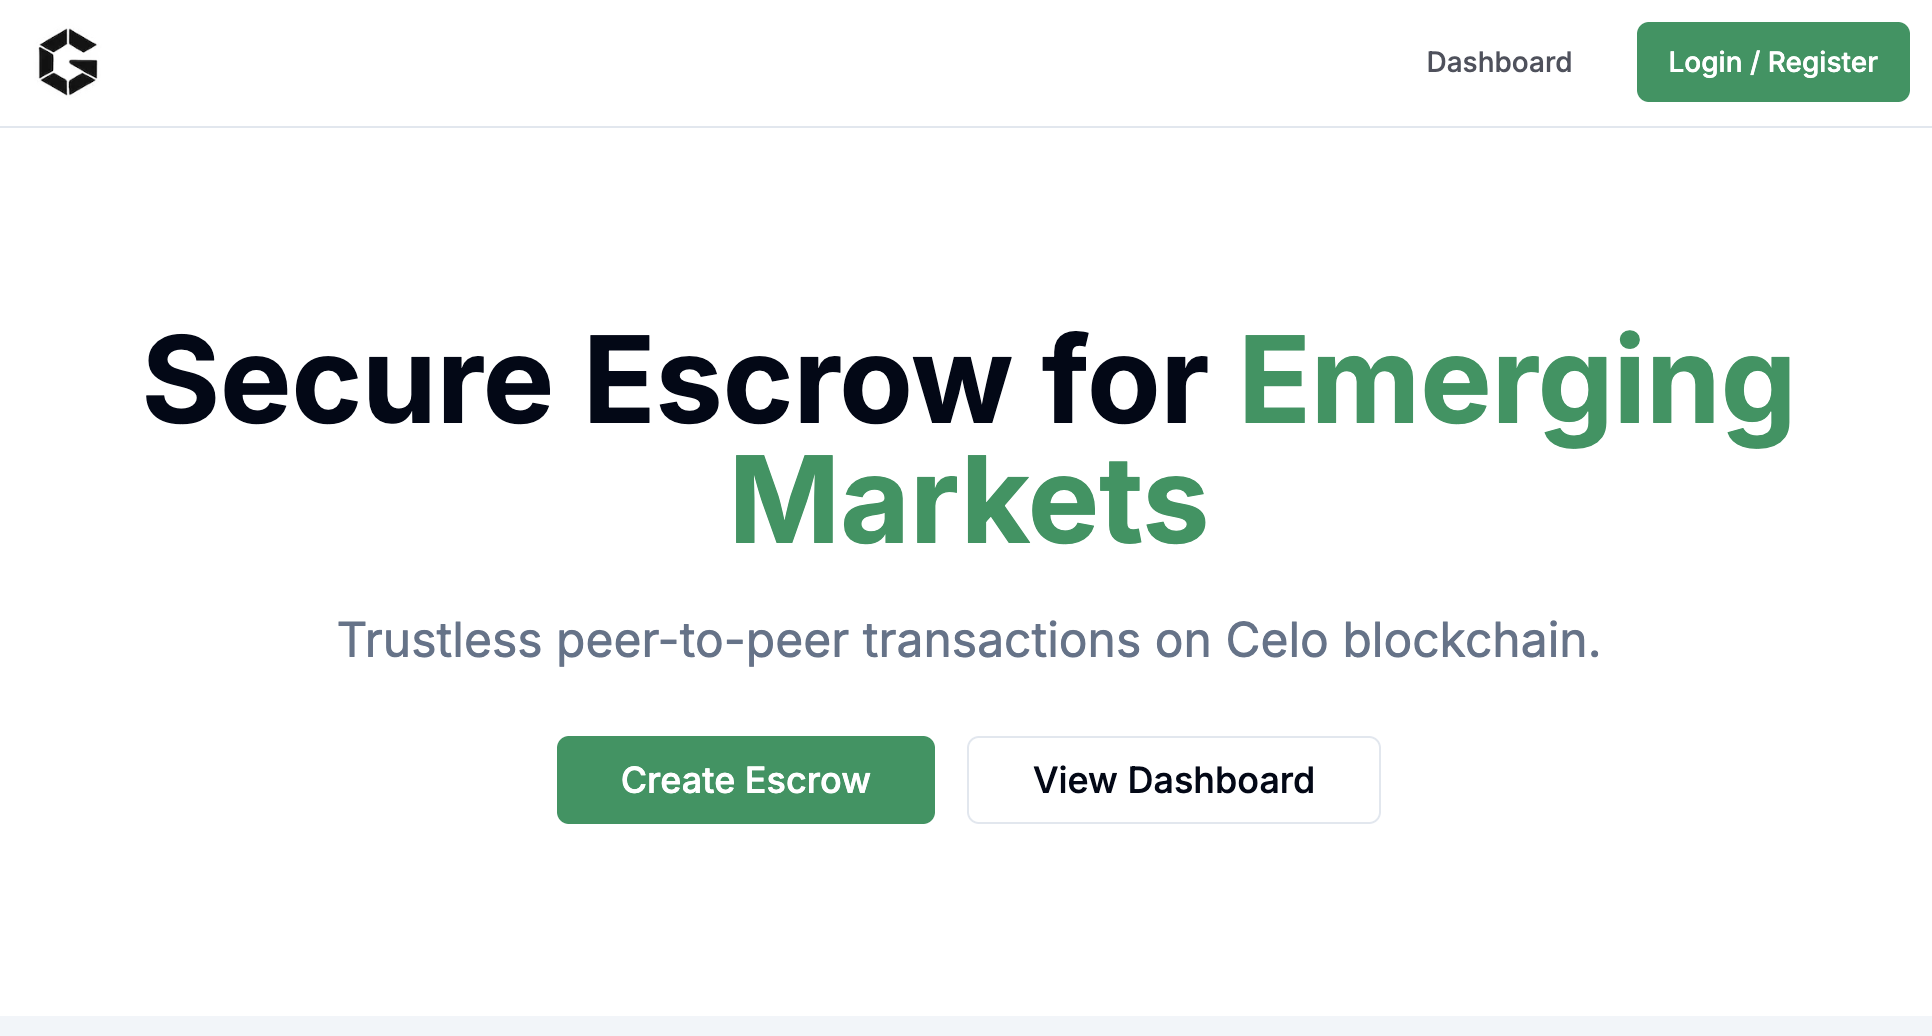 Dashboard
Login / Register
Secure Escrow for Emerging
Markets
Trustless peer-to-peer transactions on Celo blockchain.
Create Escrow
View Dashboard